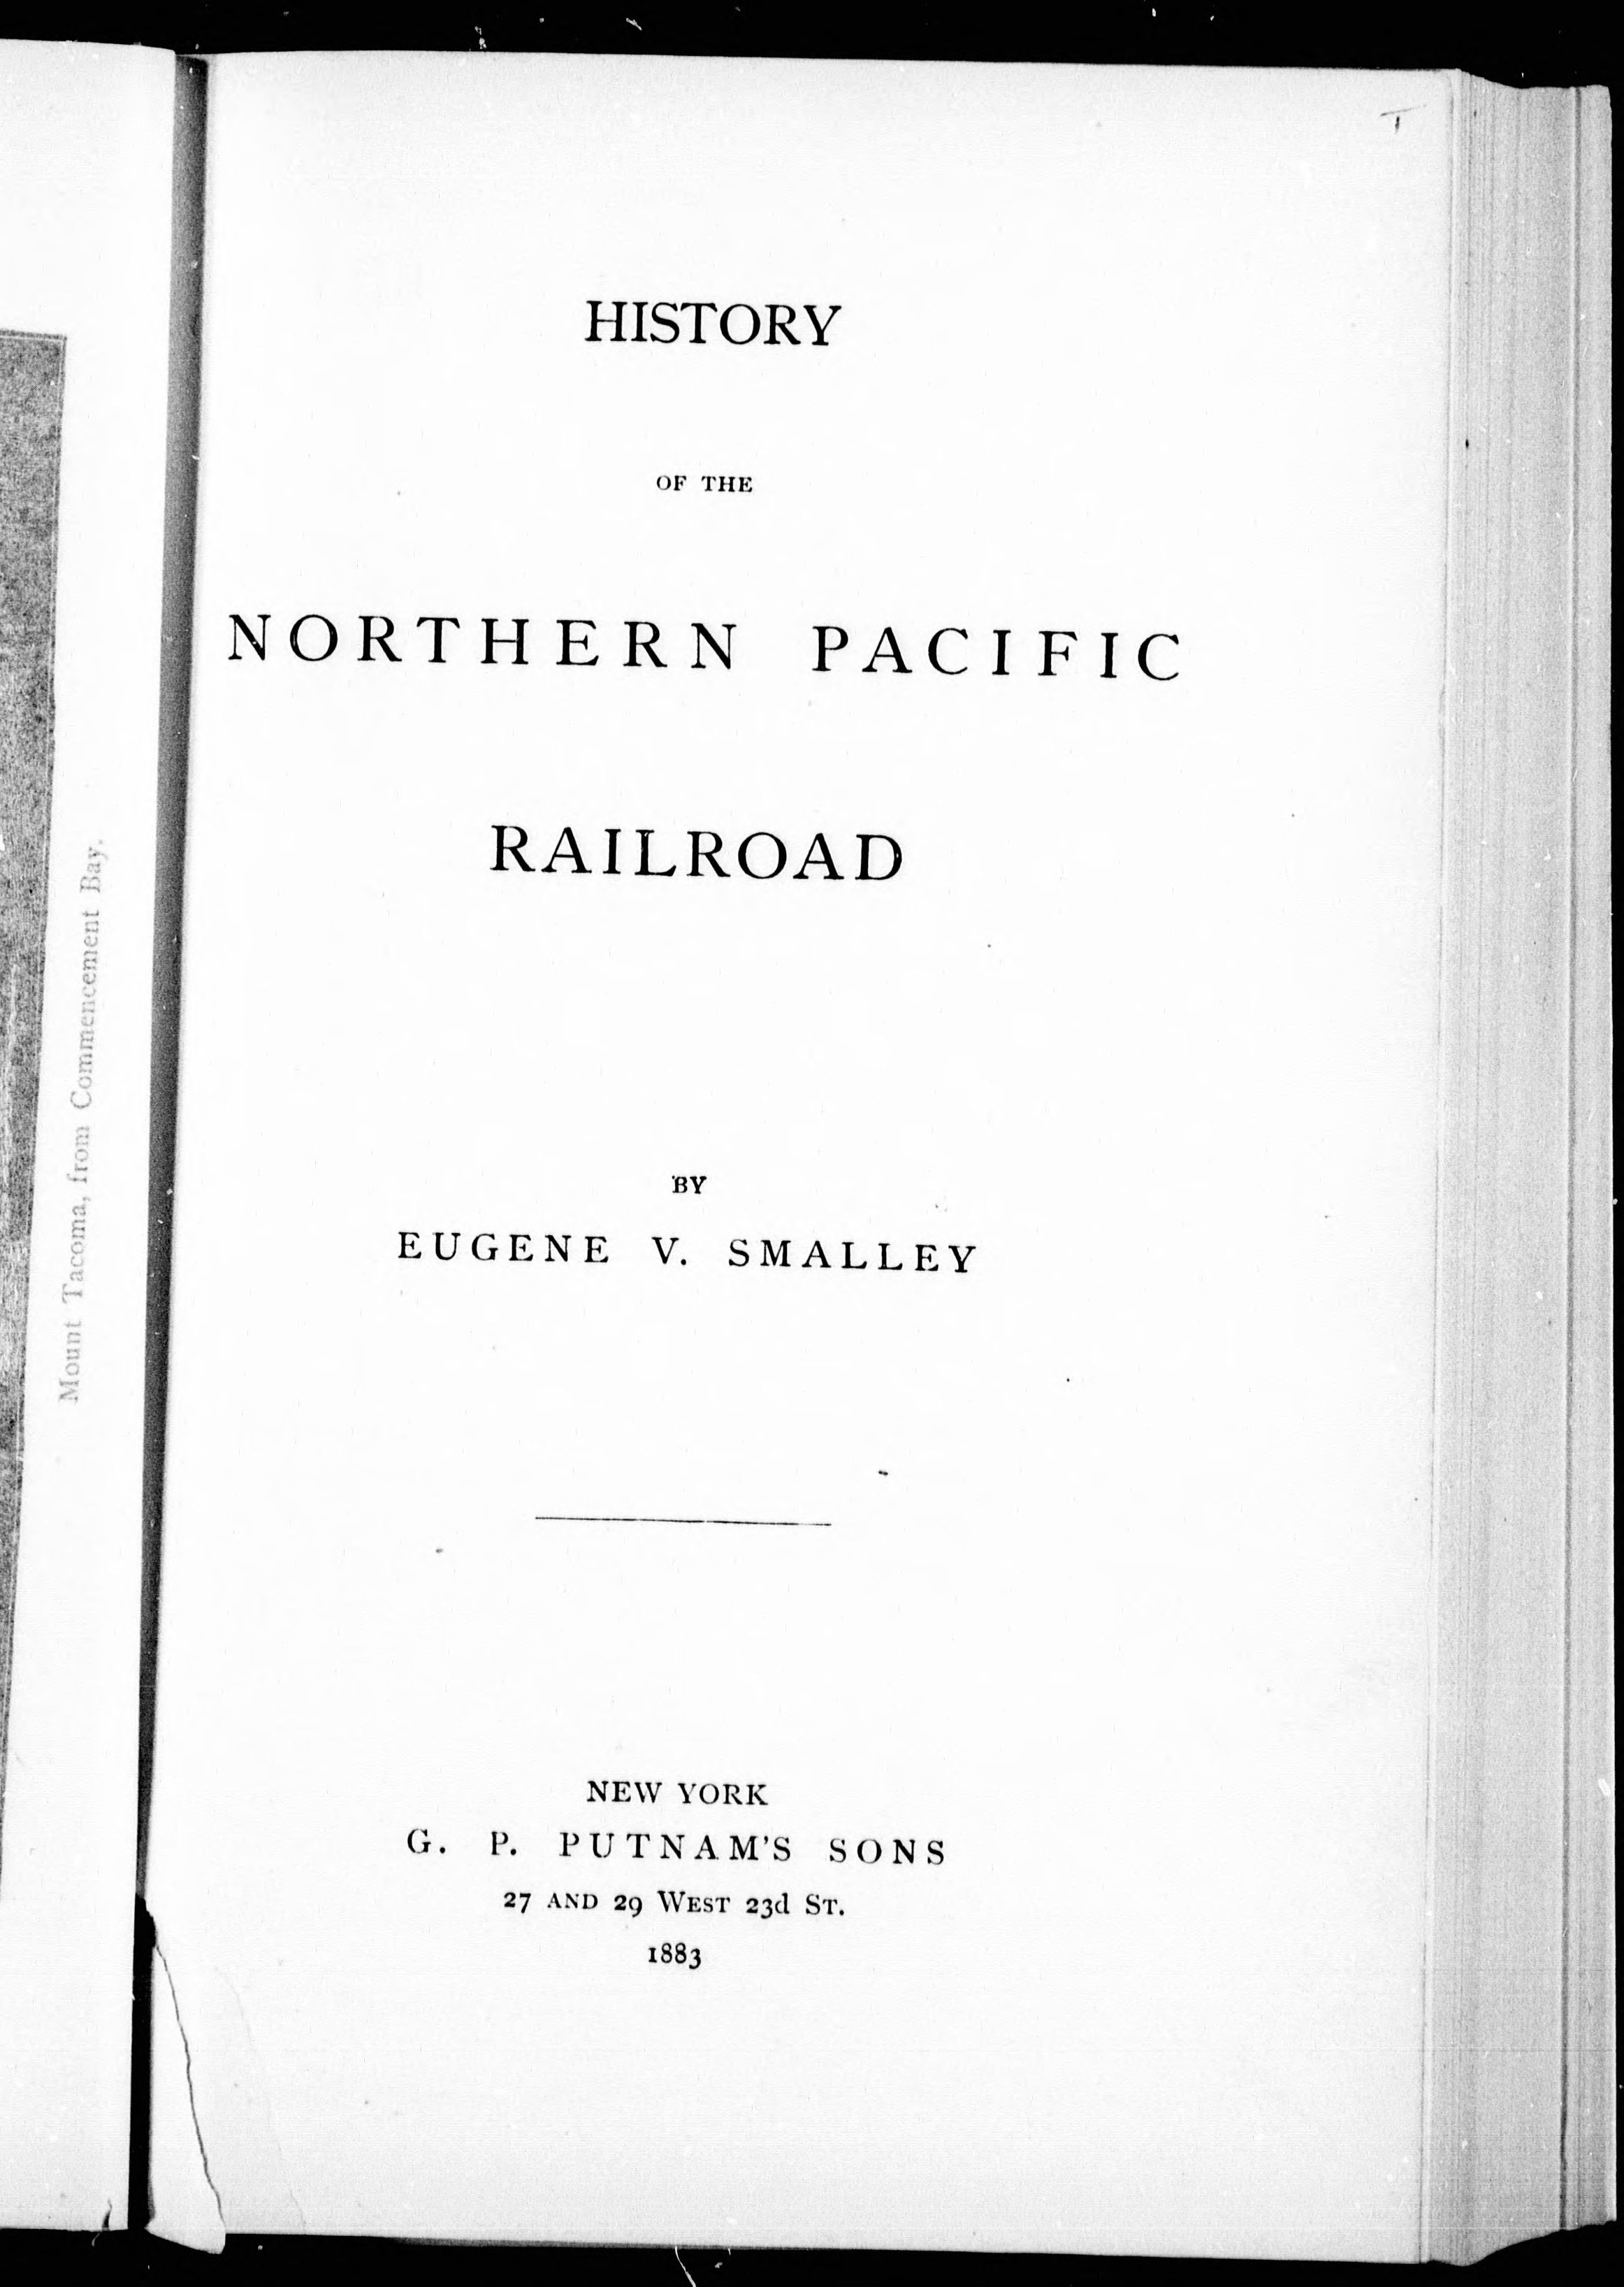 Mount Tacoma, from Commencement Bay.
HISTORY
OF THE
NORTHERN PACIFIC
RAILROAD
BY
EUGENE V. SMALLEY
NEW YORK
G. P. PUTNAM'S SONS
27 AND 29 WEST 23d ST.
1883